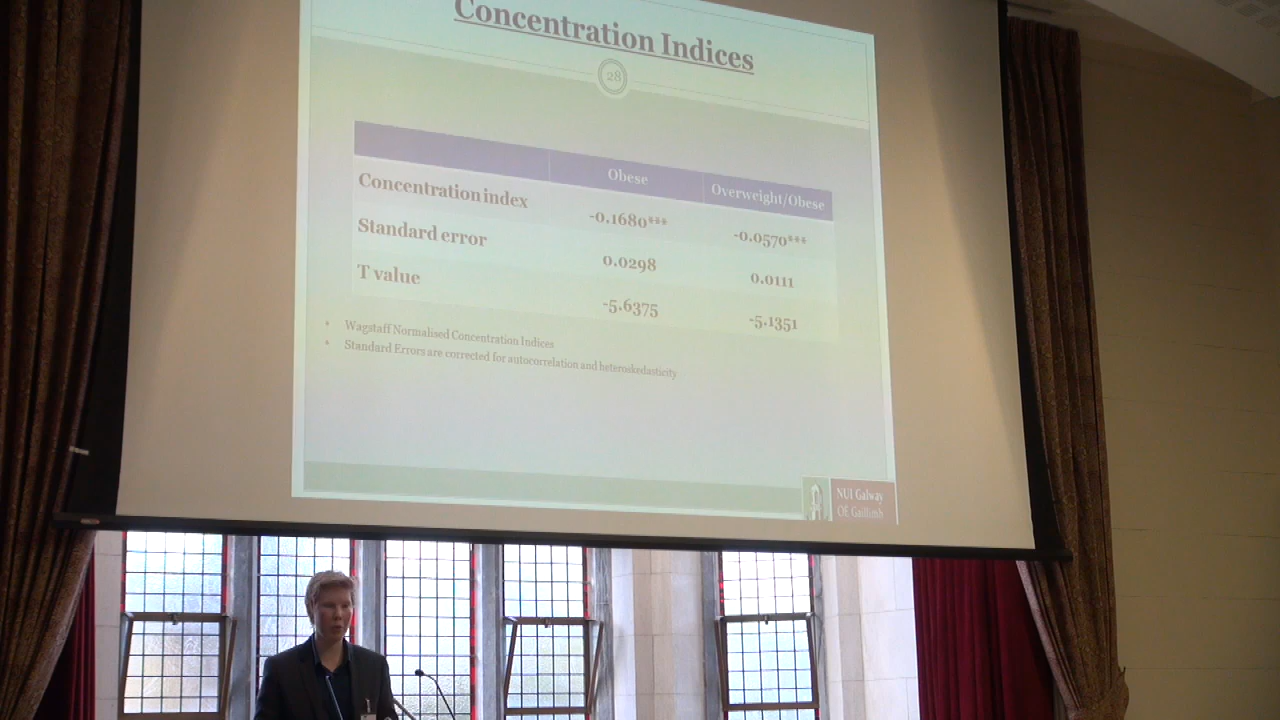 Concentration Indices
28
Obese Overweight/Obese
Concentration index -0.1680*** -0.0570***
Standard error 0.0298 0.0111
T value -5.6375 -5.1351
• Wagstaff Normalised Concentration Indices
• Standard Errors are corrected for autocorrelation and heteroskedasticity
NUI Galway
OÉ Gaillimh